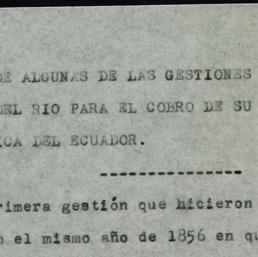 DE ALGUNAS DE LAS GESTIONES
DEL RIO PARA EL COBRO DE SU
ICA DEL ECUADOR.
---------------
rimera gestión que hicieron
o el mismo año de 1856 en qu